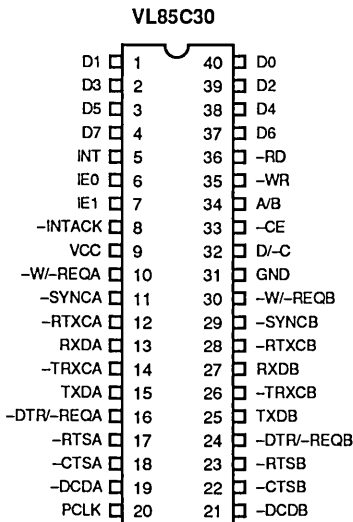 VL85C30
D1 1 40 D0
D3 2 39 D2
D5 3 38 D4
D7 4 37 D6
INT 5 36 –RD
IE0 6 35 –WR
IE1 7 34 A/B
–INTACK 8 33 –CE
VCC 9 32 D/–C
–W/–REQA 10 31 GND
–SYNCA 11 30 –W/–REQB
–RTXCA 12 29 –SYNCB
RXDA 13 28 –RTXCB
–TRXCA 14 27 RXDB
TXDA 15 26 –TRXCB
–DTR/–REQA 16 25 TXDB
–RTSA 17 24 –DTR/–REQB
–CTSA 18 23 –RTSB
–DCDA 19 22 –CTSB
PCLK 20 21 –DCDB